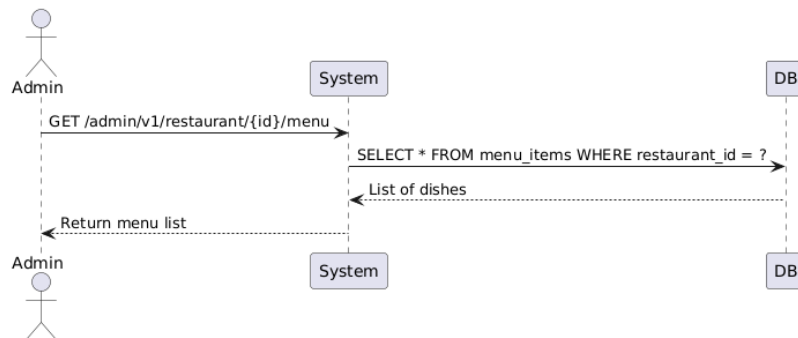 Admin
System
DB
GET /admin/v1/restaurant/{id}/menu
SELECT * FROM menu_items WHERE restaurant_id = ?
List of dishes
Return menu list
Admin
System
DB